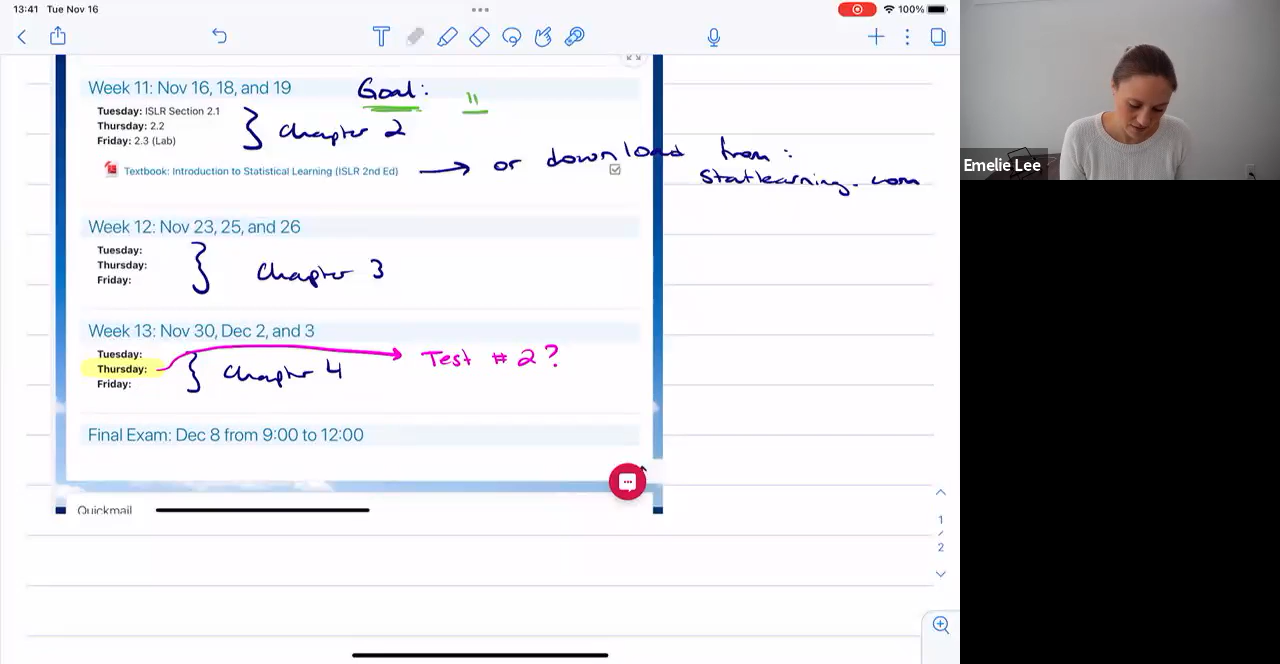 13:41 Tue Nov 16
100%
Week 11: Nov 16, 18, and 19
Goal:
"
Tuesday: ISLR Section 2.1
Thursday: 2.2
Friday: 2.3 (Lab)
} Chapter 2
Textbook: Introduction to Statistical Learning (ISLR 2nd Ed)
→ or download from:
statlearning.com
Week 12: Nov 23, 25, and 26
Tuesday:
Thursday:
Friday:
} Chapter 3
Week 13: Nov 30, Dec 2, and 3
Tuesday:
Thursday:
Friday:
} Chapter 4
Test # 2?
Final Exam: Dec 8 from 9:00 to 12:00
Quickmail
1
/
2
Emelie Lee